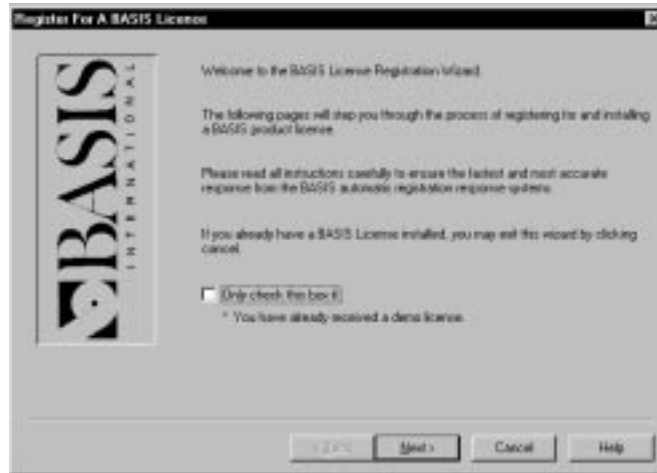 Register For A BASIS License
BASIS
INTERNATIONAL
Welcome to the BASIS License Registration Wizard.
The following pages will step you through the process of registering for and installing
a BASIS product license.
Please read all instructions carefully to ensure the fastest and most accurate
response from the BASIS automatic registration response systems.
If you already have a BASIS License installed, you may exit this wizard by clicking
cancel.
Only check this box if:
* You have already received a demo license.
< Back
Next >
Cancel
Help